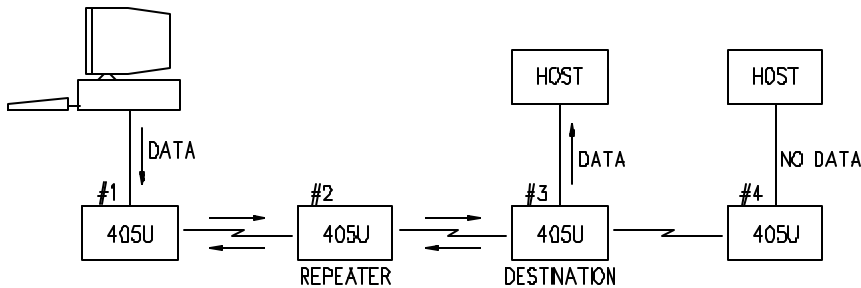 HOST
HOST
DATA
DATA
NO DATA
#1
#2
#3
#4
405U
405U
405U
405U
REPEATER
DESTINATION